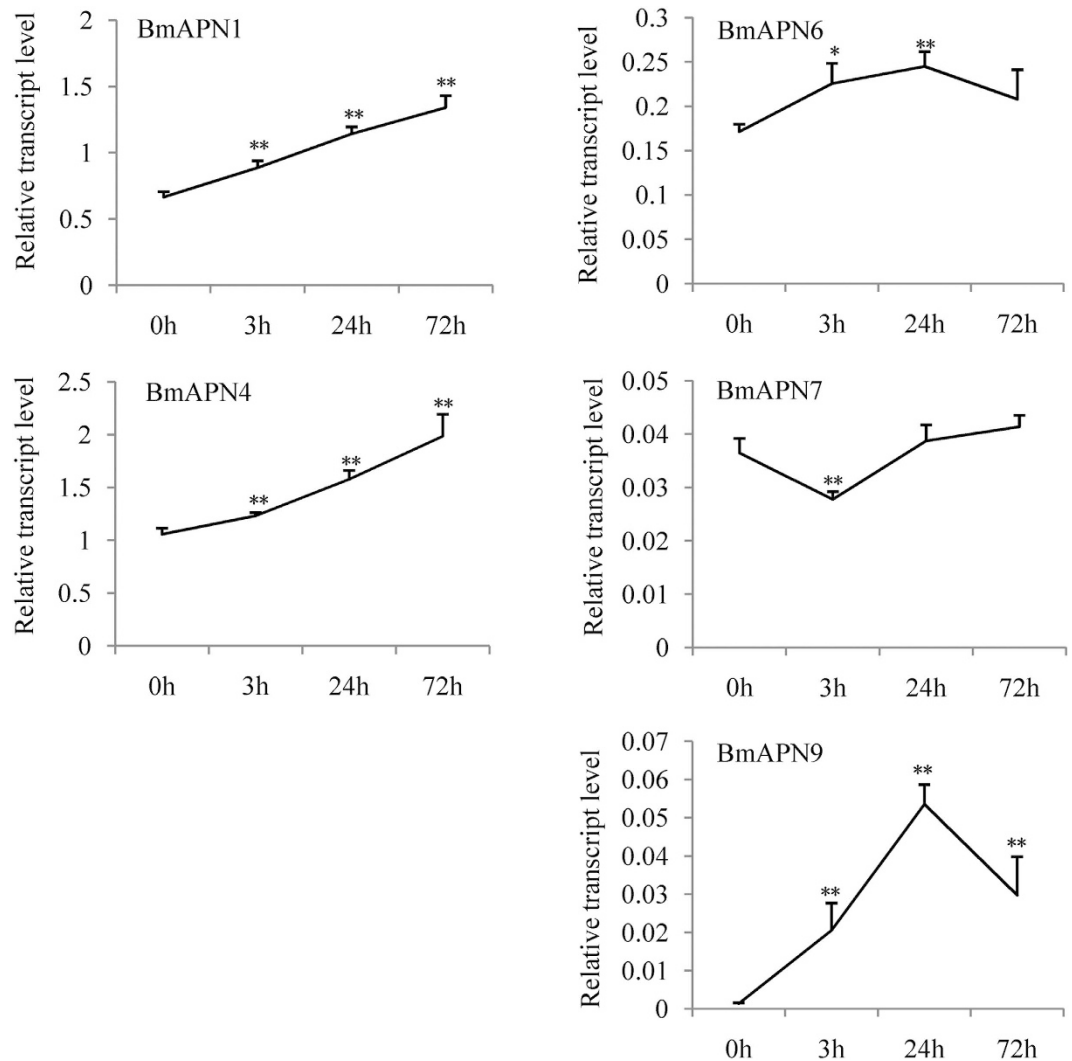 BmAPN1
Relative transcript level
2
1.5
1
0.5
0
**
**
**
0h 3h 24h 72h
BmAPN6
Relative transcript level
0.3
0.25
0.2
0.15
0.1
0.05
0
*
**
0h 3h 24h 72h
BmAPN4
Relative transcript level
2.5
2
1.5
1
0.5
0
**
**
**
0h 3h 24h 72h
BmAPN7
Relative transcript level
0.05
0.04
0.03
0.02
0.01
0
**
0h 3h 24h 72h
BmAPN9
Relative transcript level
0.07
0.06
0.05
0.04
0.03
0.02
0.01
0
**
**
**
0h 3h 24h 72h